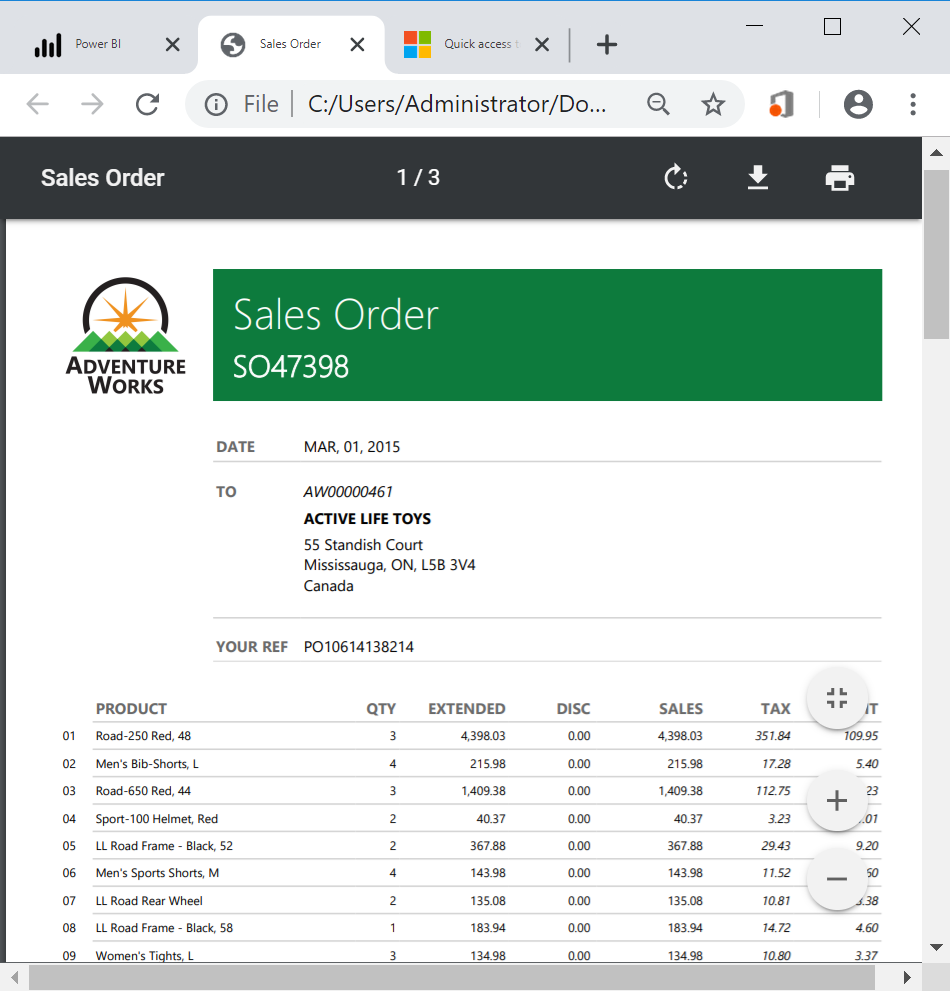 Power BI
Sales Order
Quick access t
File
C:/Users/Administrator/Do...
Sales Order
1 / 3
ADVENTURE
WORKS
Sales Order
SO47398
DATE MAR, 01, 2015
TO AW00000461
ACTIVE LIFE TOYS
55 Standish Court
Mississauga, ON, L5B 3V4
Canada
YOUR REF PO10614138214
PRODUCT QTY EXTENDED DISC SALES TAX
01 Road-250 Red, 48 3 4,398.03 0.00 4,398.03 351.84 109.95
02 Men's Bib-Shorts, L 4 215.98 0.00 215.98 17.28 5.40
03 Road-650 Red, 44 3 1,409.38 0.00 1,409.38 112.75
04 Sport-100 Helmet, Red 2 40.37 0.00 40.37 3.23
05 LL Road Frame - Black, 52 2 367.88 0.00 367.88 29.43 9.20
06 Men's Sports Shorts, M 4 143.98 0.00 143.98 11.52
07 LL Road Rear Wheel 2 135.08 0.00 135.08 10.81
08 LL Road Frame - Black, 58 1 183.94 0.00 183.94 14.72 4.60
09 Women's Tights, L 3 134.98 0.00 134.98 10.80 3.37